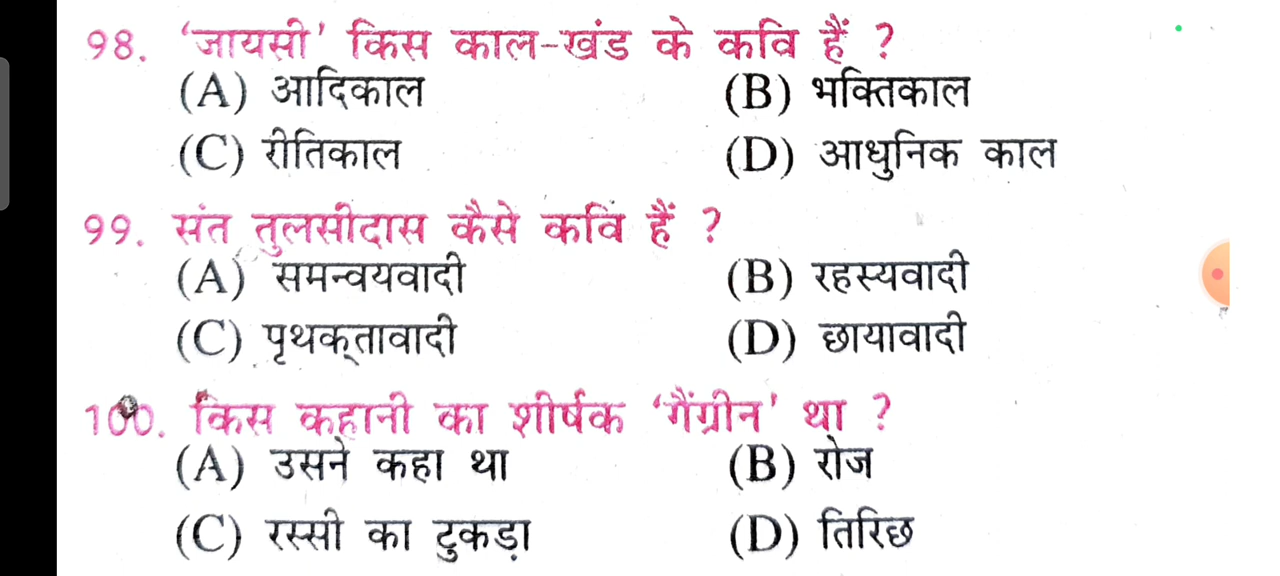 98. ‘जायसी’ किस काल-खंड के कवि हैं ?
(A) आदिकाल (B) भक्तिकाल
(C) रीतिकाल (D) आधुनिक काल
99. संत तुलसीदास कैसे कवि हैं ?
(A) समन्वयवादी (B) रहस्यवादी
(C) पृथक्तावादी (D) छायावादी
100. किस कहानी का शीर्षक ‘गैंग्रीन’ था ?
(A) उसने कहा था (B) रोज
(C) रस्सी का टुकड़ा (D) तिरिछ